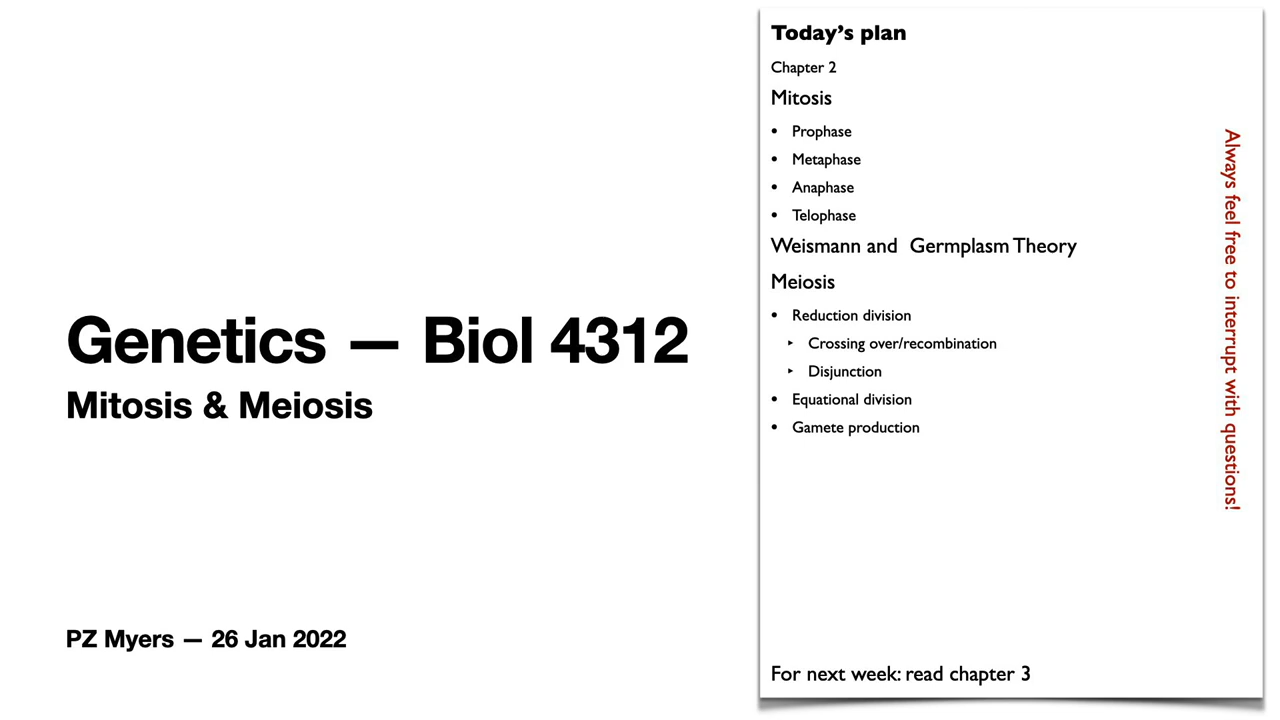 Genetics — Biol 4312
Mitosis & Meiosis
PZ Myers — 26 Jan 2022
Today’s plan
Chapter 2
Mitosis
• Prophase
• Metaphase
• Anaphase
• Telophase
Weismann and  Germplasm Theory
Meiosis
• Reduction division
‣ Crossing over/recombination
‣ Disjunction
• Equational division
• Gamete production
For next week: read chapter 3
Always feel free to interrupt with questions!